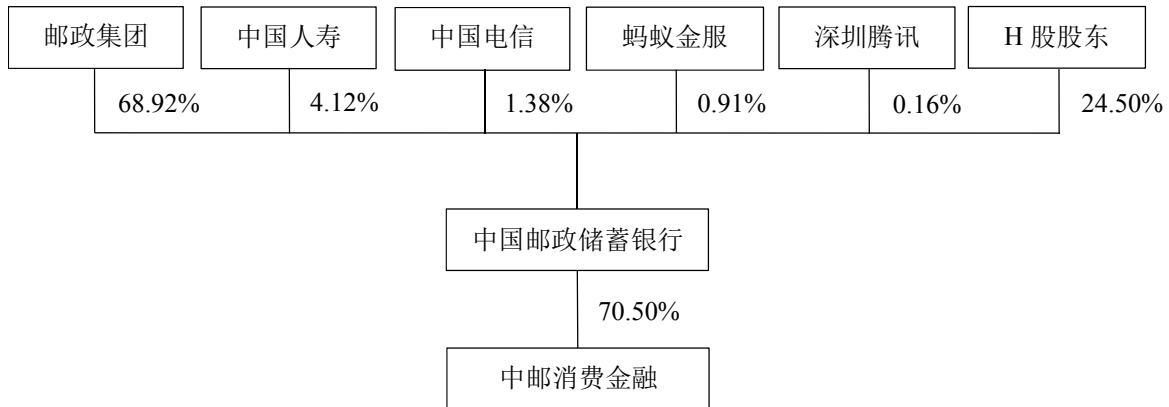 邮政集团
中国人寿
中国电信
蚂蚁金服
深圳腾讯
H 股股东
68.92%
4.12%
1.38%
0.91%
0.16%
24.50%
中国邮政储蓄银行
70.50%
中邮消费金融